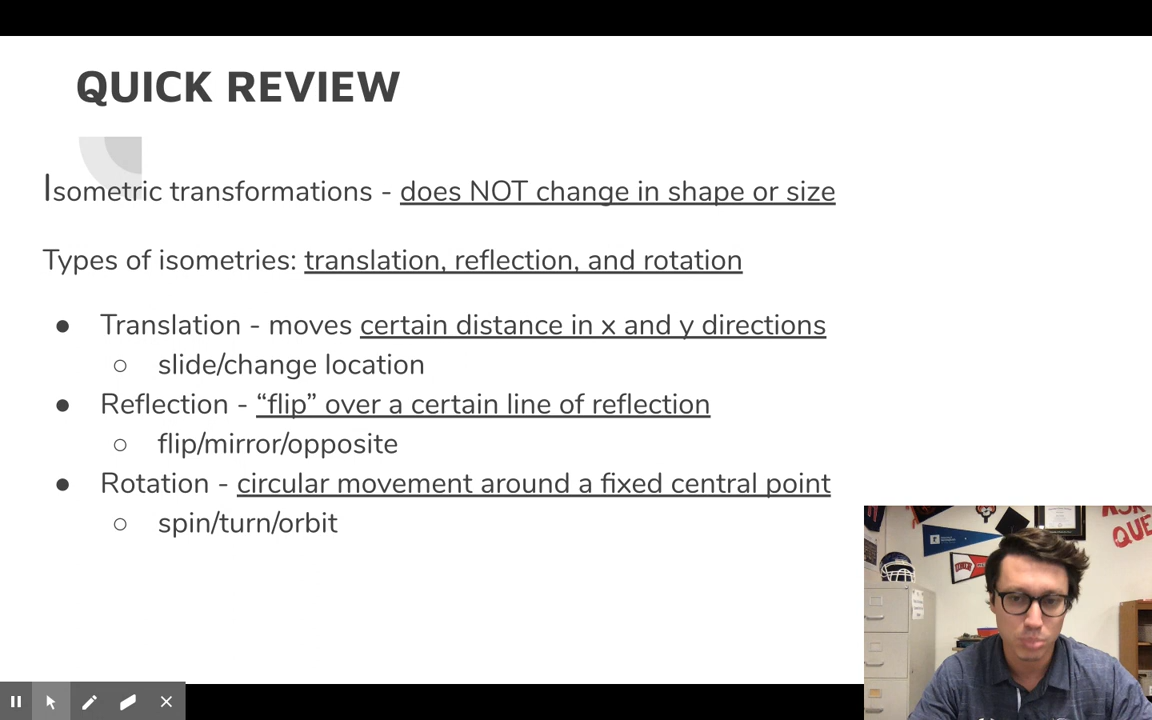 QUICK REVIEW
Isometric transformations - does NOT change in shape or size
Types of isometries: translation, reflection, and rotation
● Translation - moves certain distance in x and y directions
○ slide/change location
● Reflection - “flip” over a certain line of reflection
○ flip/mirror/opposite
● Rotation - circular movement around a fixed central point
○ spin/turn/orbit